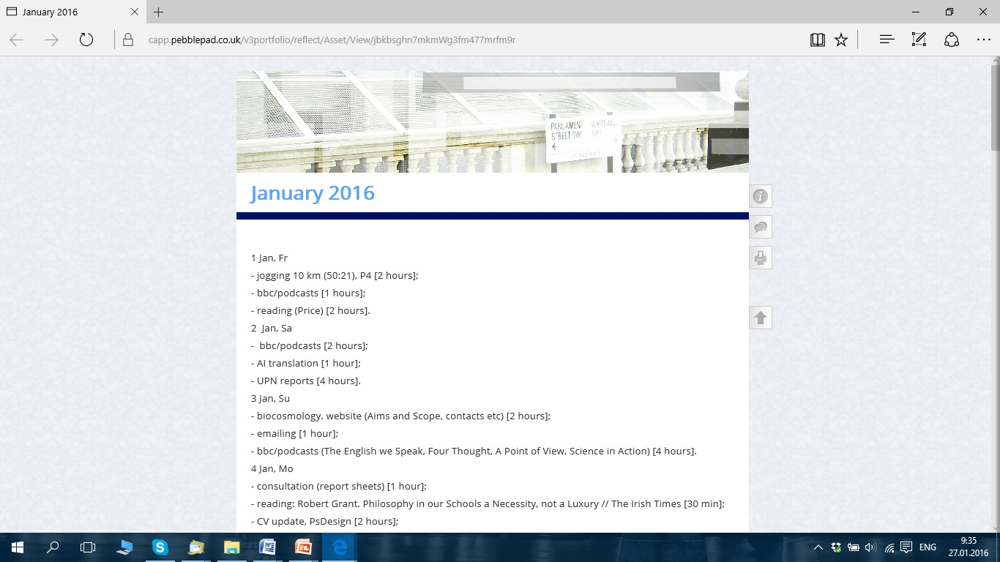 January 2016
capp.pebblepad.co.uk/v3portfolio/reflect/Asset/View/jbkbsghn7mkmWg3fm477mrfm9r
PARLIAMENT STREET SW1
WHITEHALL SW1
January 2016
1 Jan, Fr
- jogging 10 km (50:21), P4 [2 hours];
- bbc/podcasts [1 hours];
- reading (Price) [2 hours].
2  Jan, Sa
-  bbc/podcasts [2 hours];
- AI translation [1 hour];
- UPN reports [4 hours].
3 Jan, Su
- biocosmology. website (Aims and Scope, contacts etc) [2 hours];
- emailing [1 hour];
- bbc/podcasts (The English we Speak, Four Thought, A Point of View, Science in Action) [4 hours].
4 Jan, Mo
- consultation (report sheets) [1 hour];
- reading: Robert Grant. Philosophy in our Schools a Necessity, not a Luxury // The Irish Times [30 min];
- CV update, PsDesign [2 hours];
ENG
9:35
27.01.2016